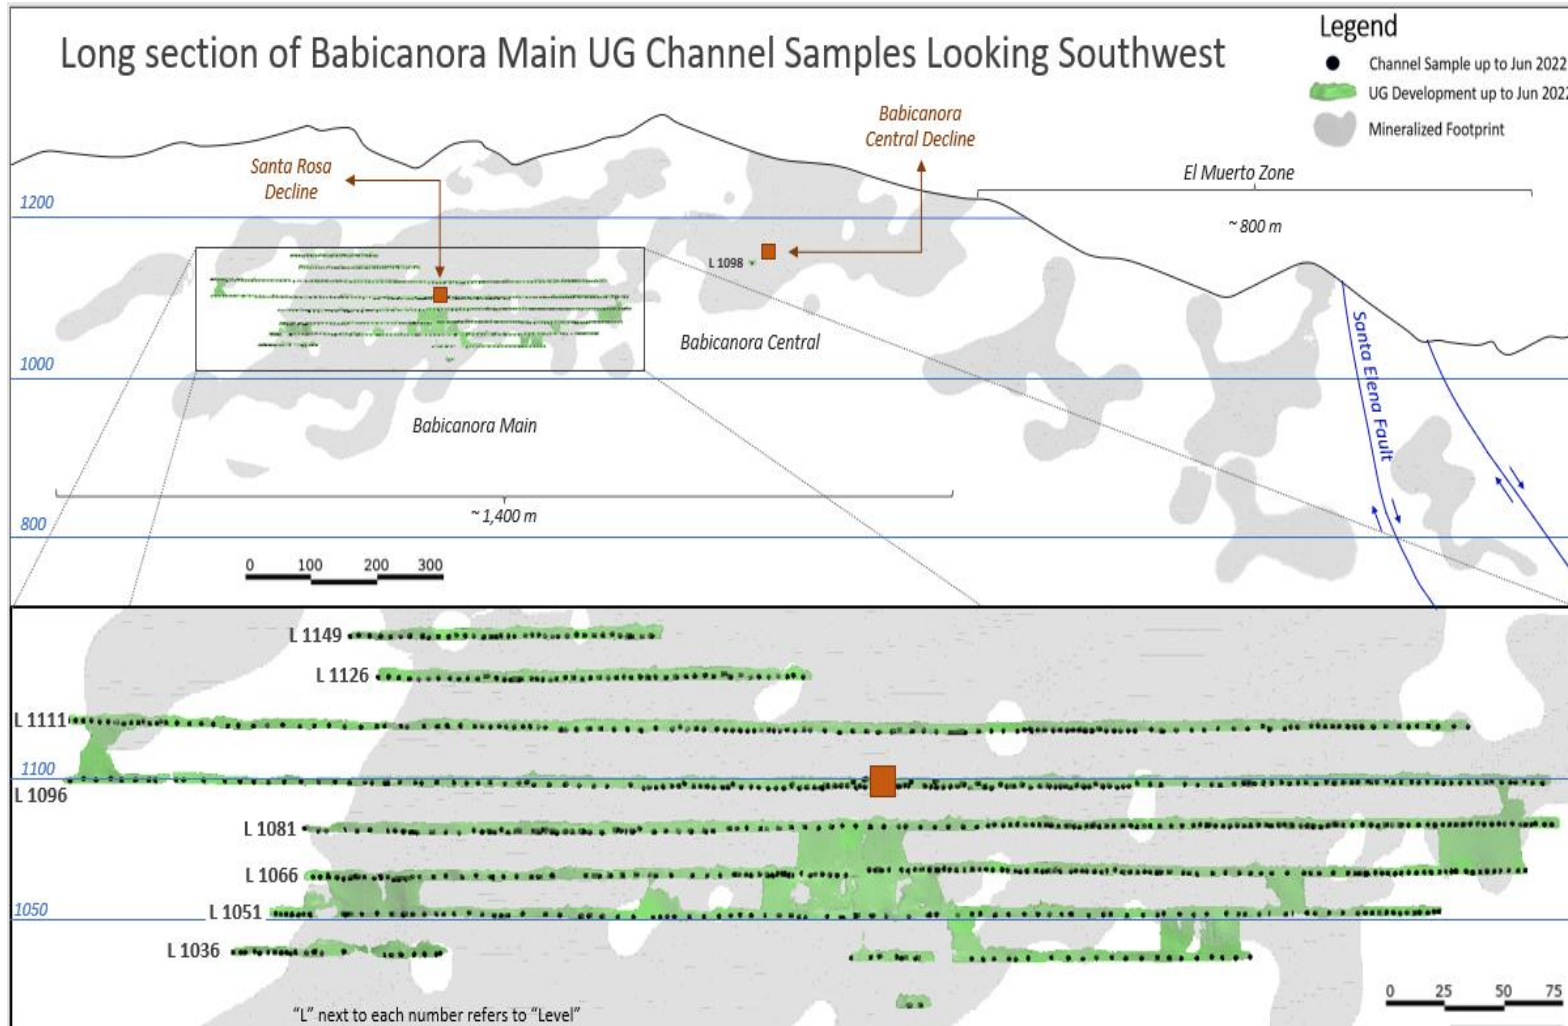 Long section of Babicanora Main UG Channel Samples Looking Southwest
Legend
Channel Sample up to Jun 2022
UG Development up to Jun 2022
Mineralized Footprint
Babicanora
Central Decline
Santa Rosa
Decline
El Muerto Zone
~ 800 m
1200
L 1098
Babicanora Central
1000
Santa Elena Fault
Babicanora Main
~ 1,400 m
800
0 100 200 300
L 1149
L 1126
L 1111
1100
L 1096
L 1081
L 1066
L 1051
1050
L 1036
0 25 50 75
"L" next to each number refers to "Level"